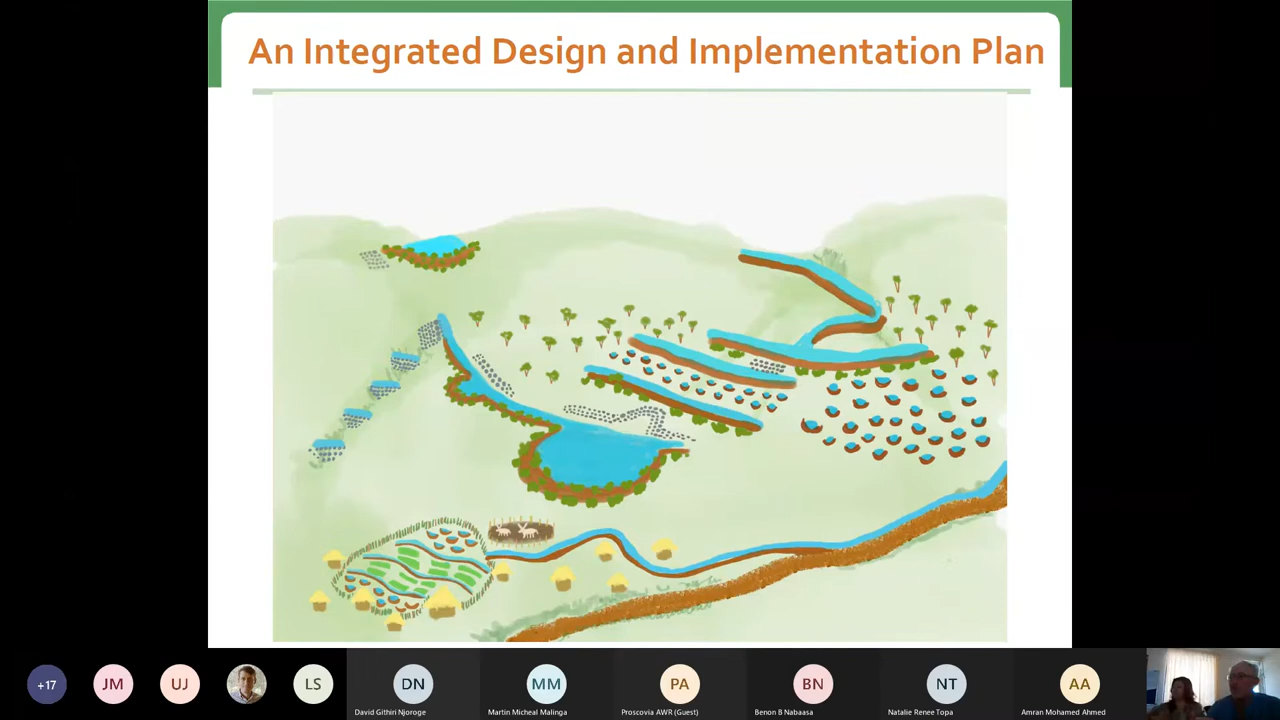 An Integrated Design and Implementation Plan
+17
JM
UJ
LS
DN
MM
PA
BN
NT
AA
David Githiri Njoroge
Martin Micheal Malinga
Proscovia AWR (Guest)
Benon B Nabaasa
Natalie Renee Topa
Amran Mohamed Ahmed